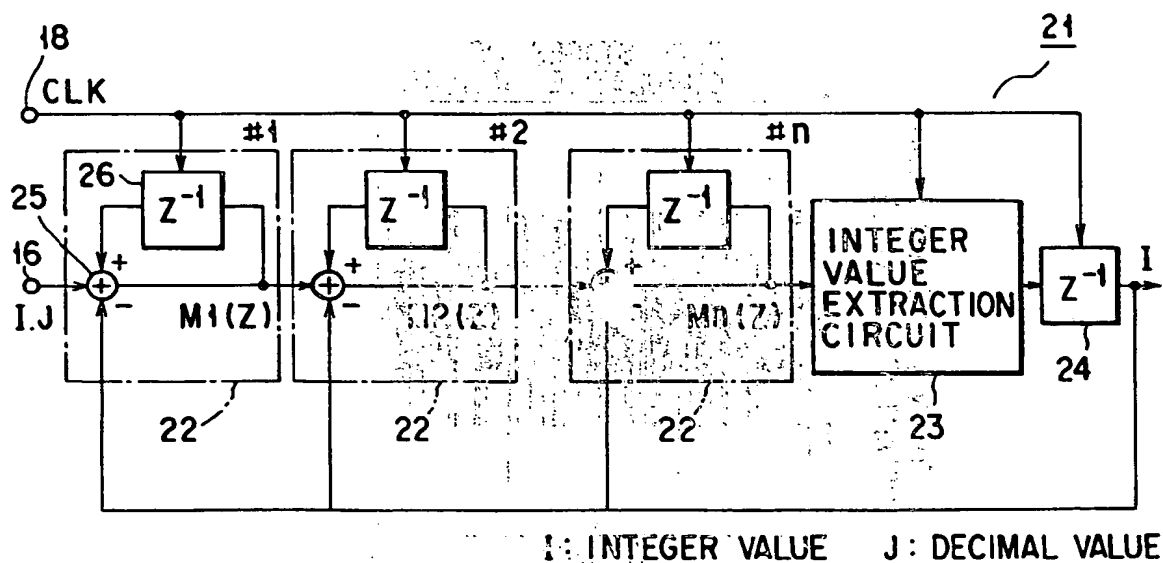 18
21
CLK
#1
#2
#n
26
Z⁻¹
Z⁻¹
Z⁻¹
25
16
+
+
+
+
+
I.J
−
−
M1(Z)
Mn(Z)
INTEGER
VALUE
EXTRACTION
CIRCUIT
Z⁻¹
I
24
22
22
22
23
I : INTEGER VALUE J : DECIMAL VALUE